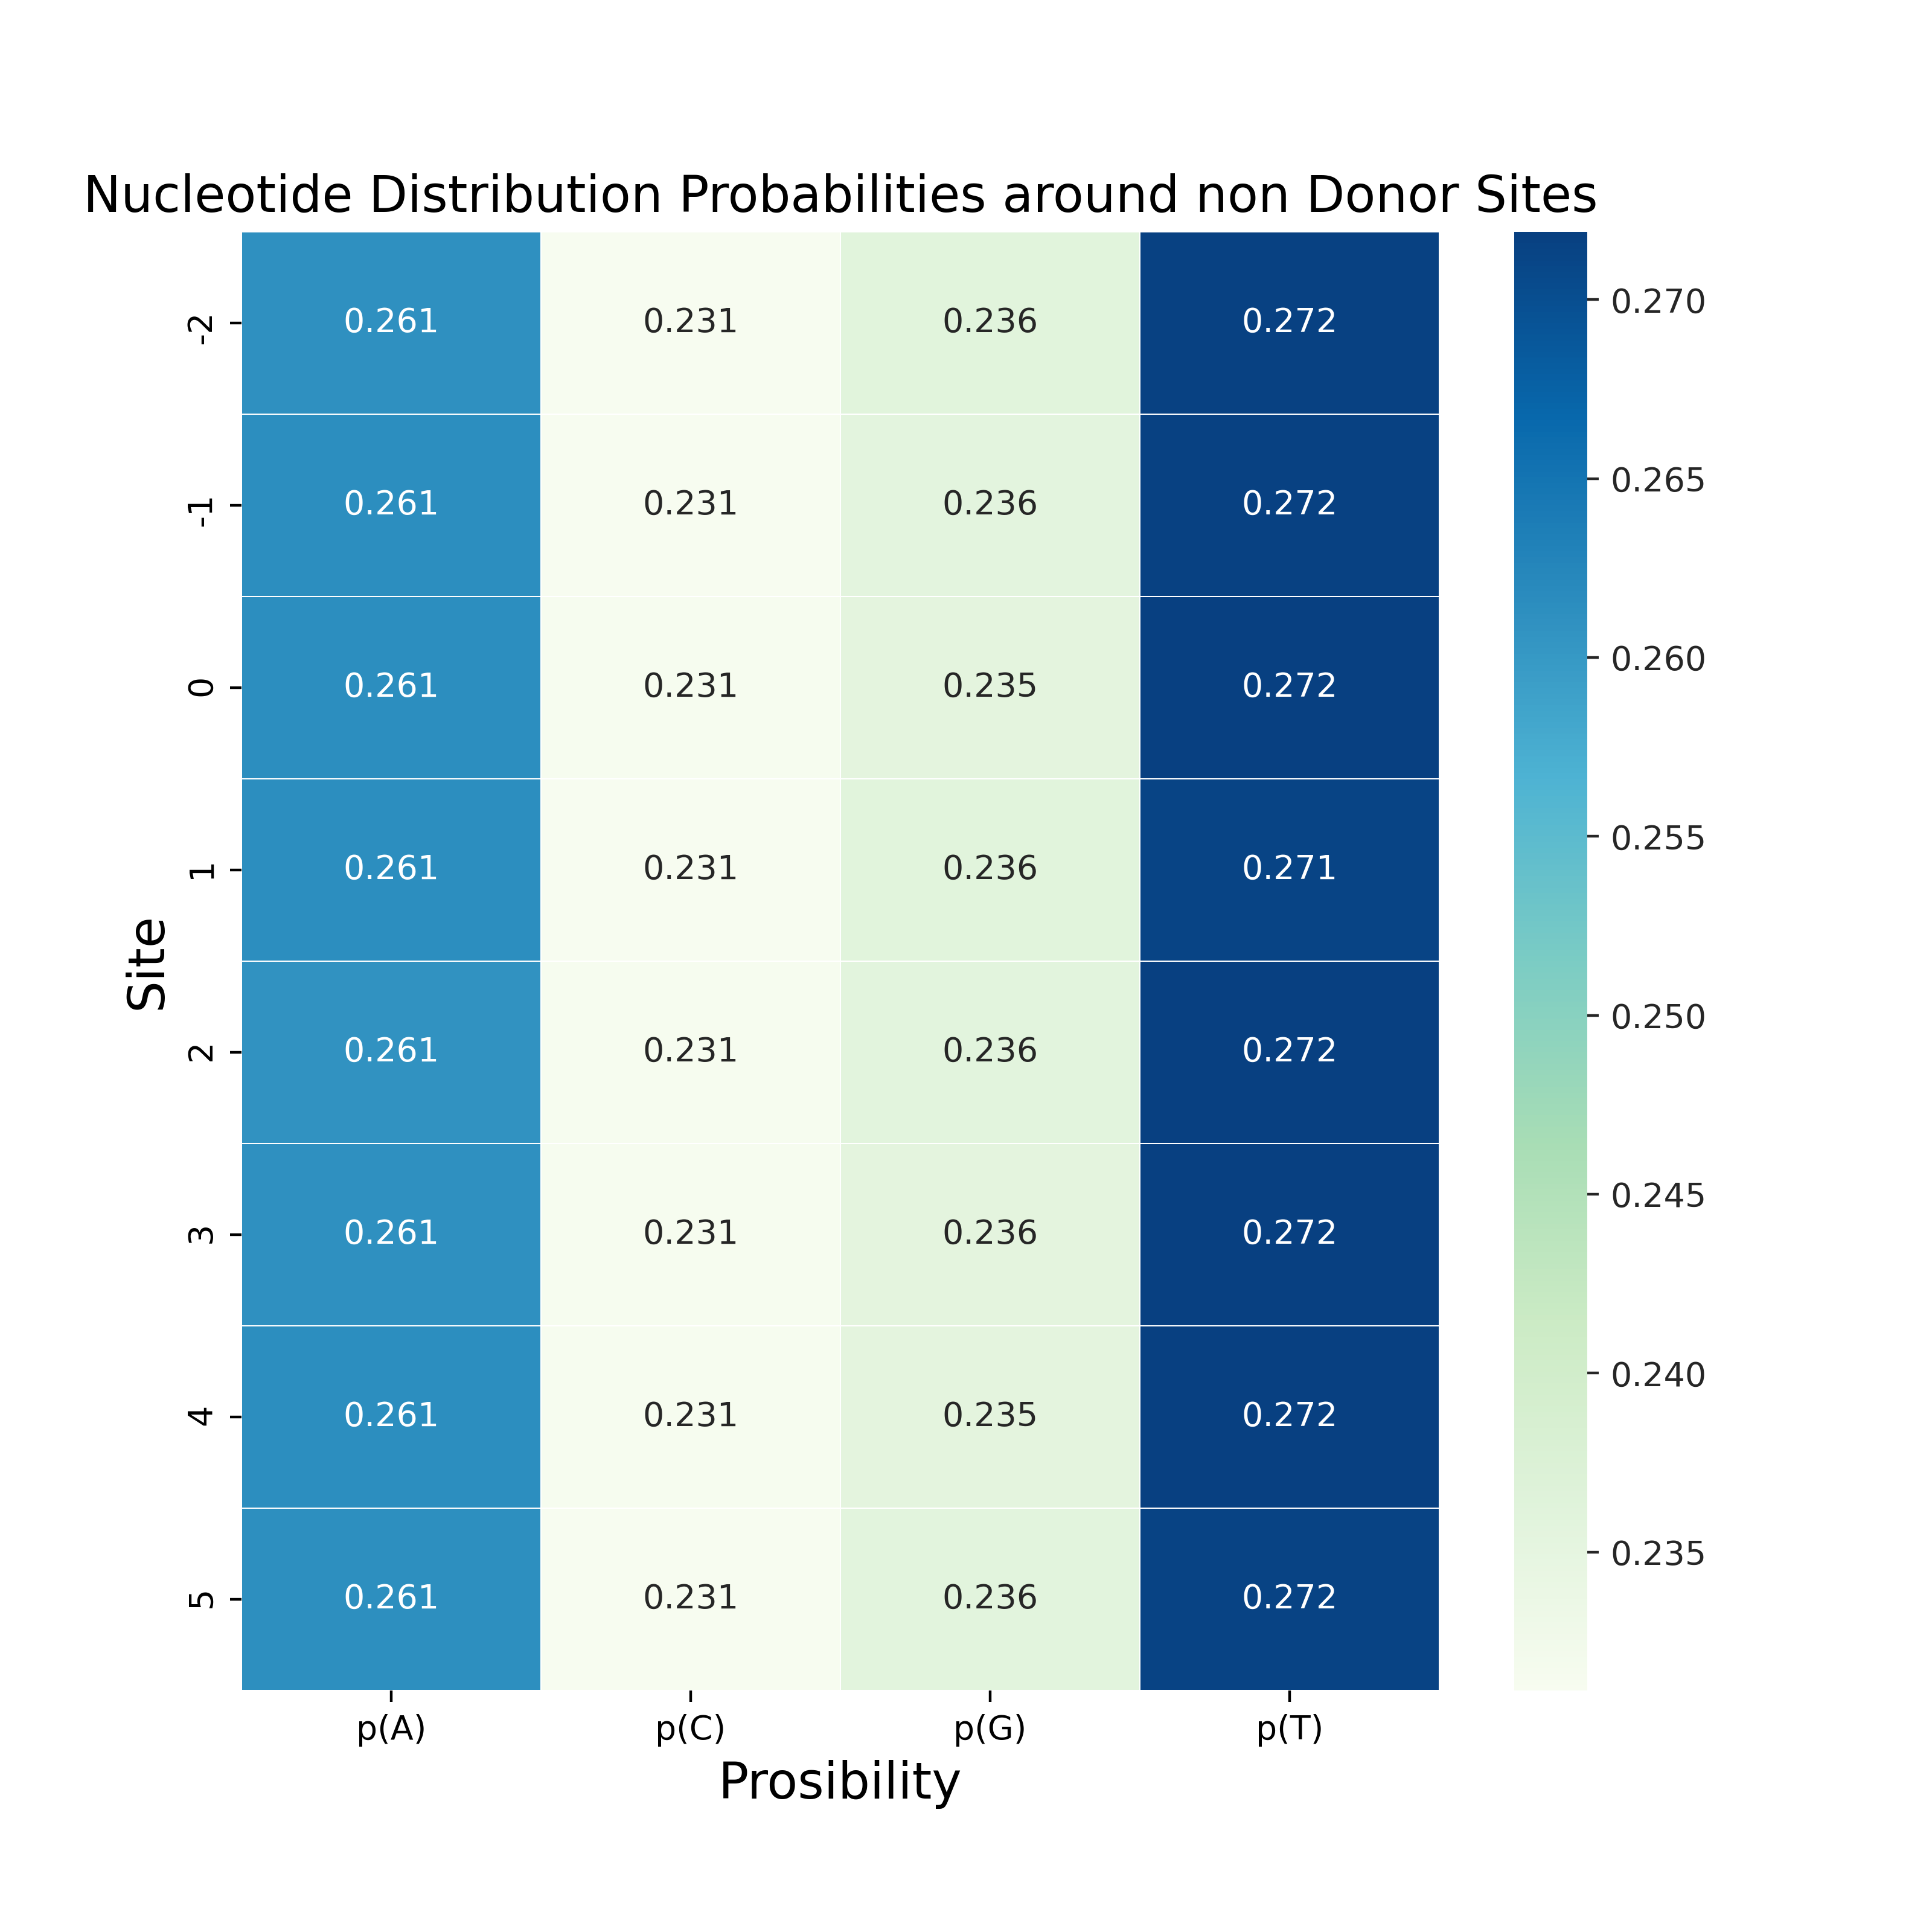 Nucleotide Distribution Probabilities around non Donor Sites
-2 0.261 0.231 0.236 0.272
-1 0.261 0.231 0.236 0.272
0 0.261 0.231 0.235 0.272
1 0.261 0.231 0.236 0.271
2 0.261 0.231 0.236 0.272
3 0.261 0.231 0.236 0.272
4 0.261 0.231 0.235 0.272
5 0.261 0.231 0.236 0.272
Site
p(A) p(C) p(G) p(T)
Prosibility
0.270
0.265
0.260
0.255
0.250
0.245
0.240
0.235